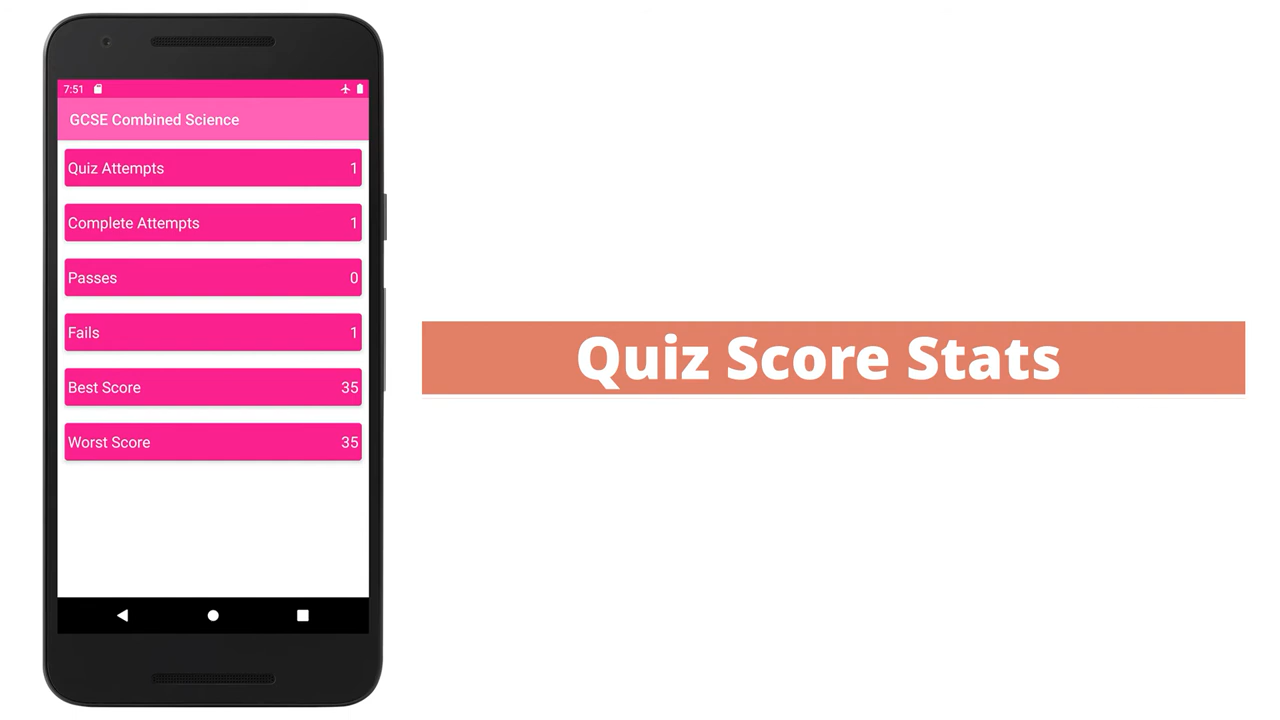 7:51
GCSE Combined Science
Quiz Attempts 1
Complete Attempts 1
Passes 0
Fails 1
Best Score 35
Worst Score 35
Quiz Score Stats